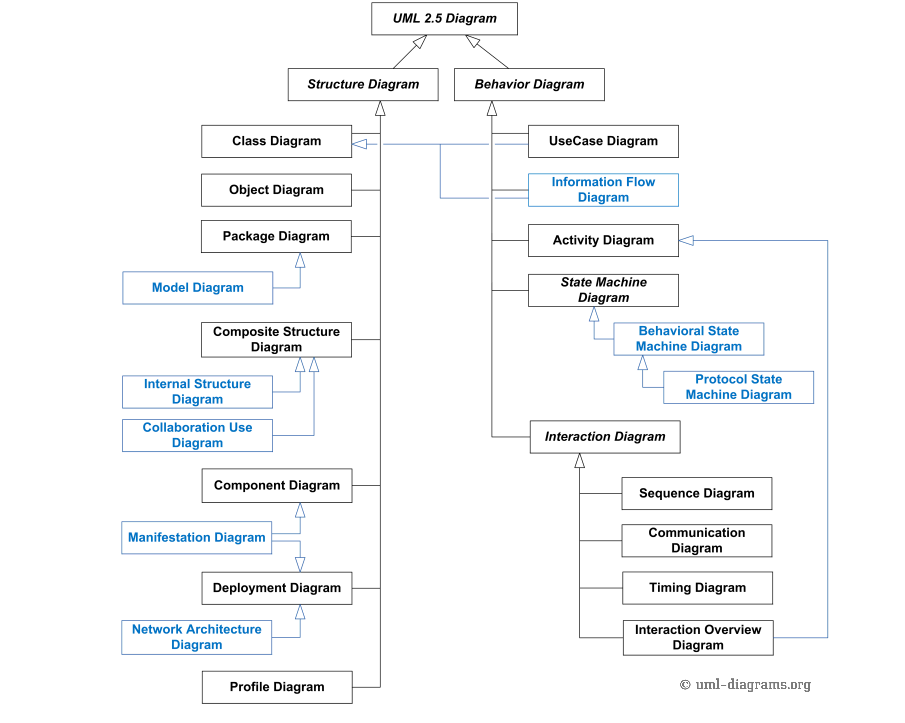 UML 2.5 Diagram
Structure Diagram
Behavior Diagram
Class Diagram
UseCase Diagram
Object Diagram
Information Flow
Diagram
Package Diagram
Activity Diagram
Model Diagram
State Machine
Diagram
Composite Structure
Diagram
Behavioral State
Machine Diagram
Internal Structure
Diagram
Protocol State
Machine Diagram
Collaboration Use
Diagram
Interaction Diagram
Component Diagram
Sequence Diagram
Manifestation Diagram
Communication
Diagram
Deployment Diagram
Timing Diagram
Network Architecture
Diagram
Interaction Overview
Diagram
Profile Diagram
© uml-diagrams.org